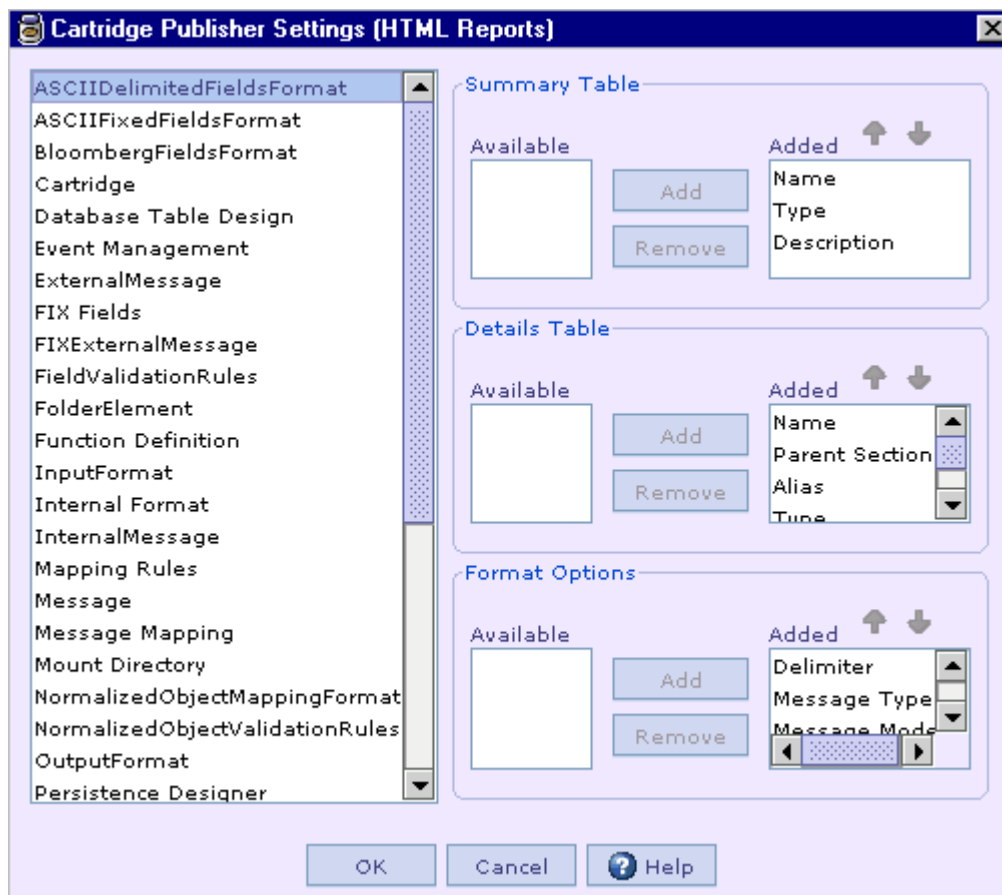 Cartridge Publisher Settings (HTML Reports)
ASCIIDelimitedFieldsFormat
ASCIIFixedFieldsFormat
BloombergFieldsFormat
Cartridge
Database Table Design
Event Management
ExternalMessage
FIX Fields
FIXExternalMessage
FieldValidationRules
FolderElement
Function Definition
InputFormat
Internal Format
InternalMessage
Mapping Rules
Message
Message Mapping
Mount Directory
NormalizedObjectMappingFormat
NormalizedObjectValidationRules
OutputFormat
Persistence Designer
Summary Table
Available
Add
Remove
Added
Name
Type
Description
Details Table
Available
Add
Remove
Added
Name
Parent Section
Alias
Type
Format Options
Available
Add
Remove
Added
Delimiter
Message Type
Message Mode
OK
Cancel
Help